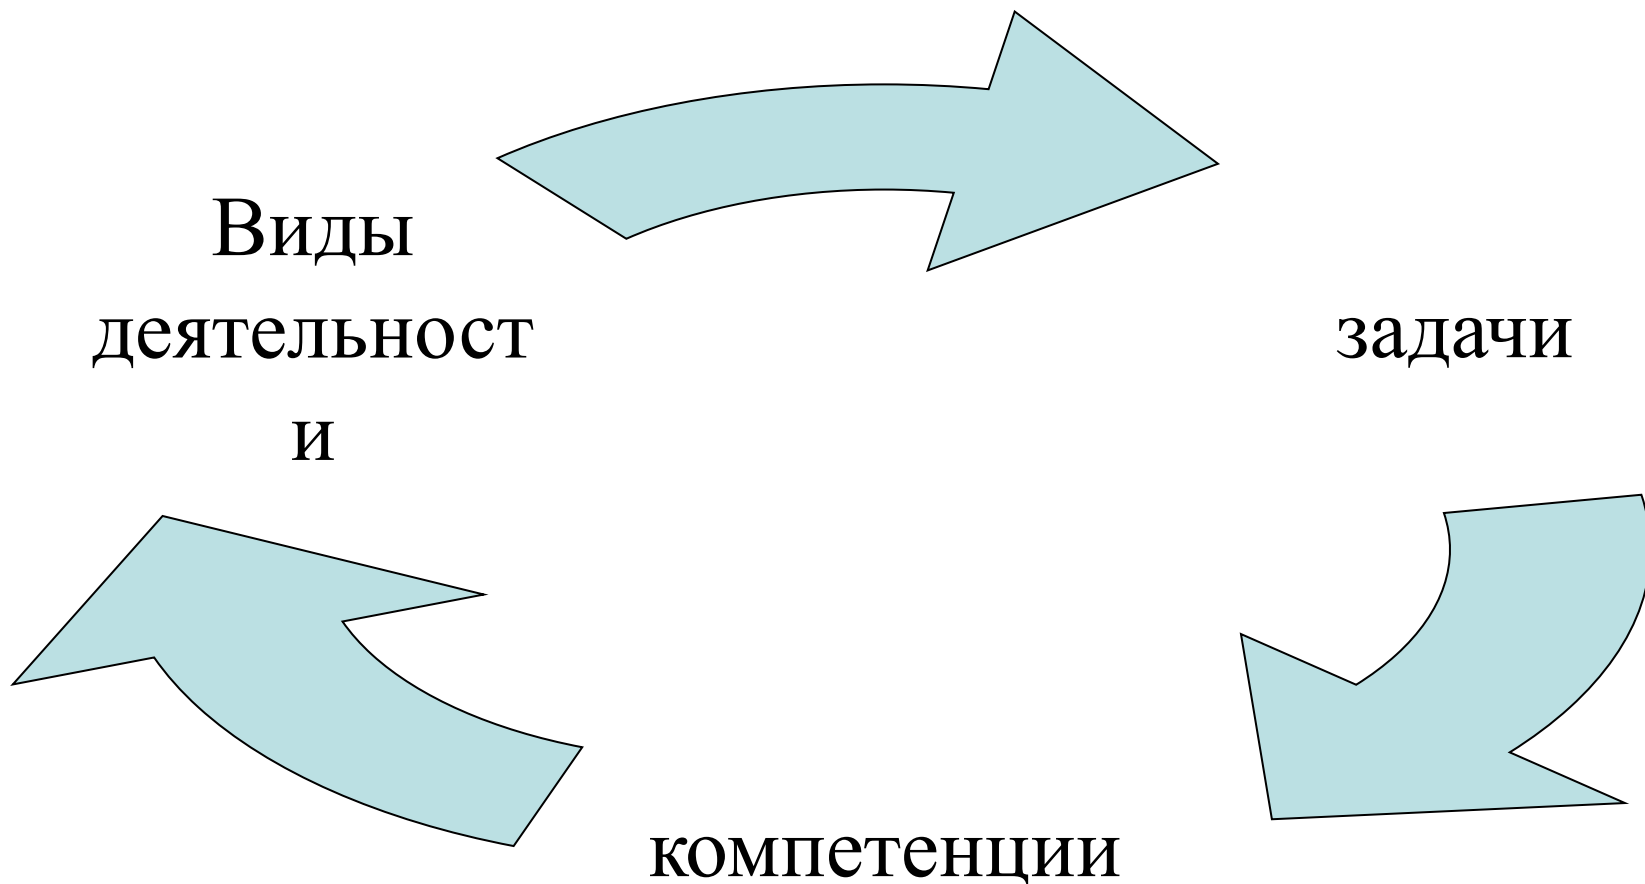 Виды
деятельност
и
задачи
компетенции